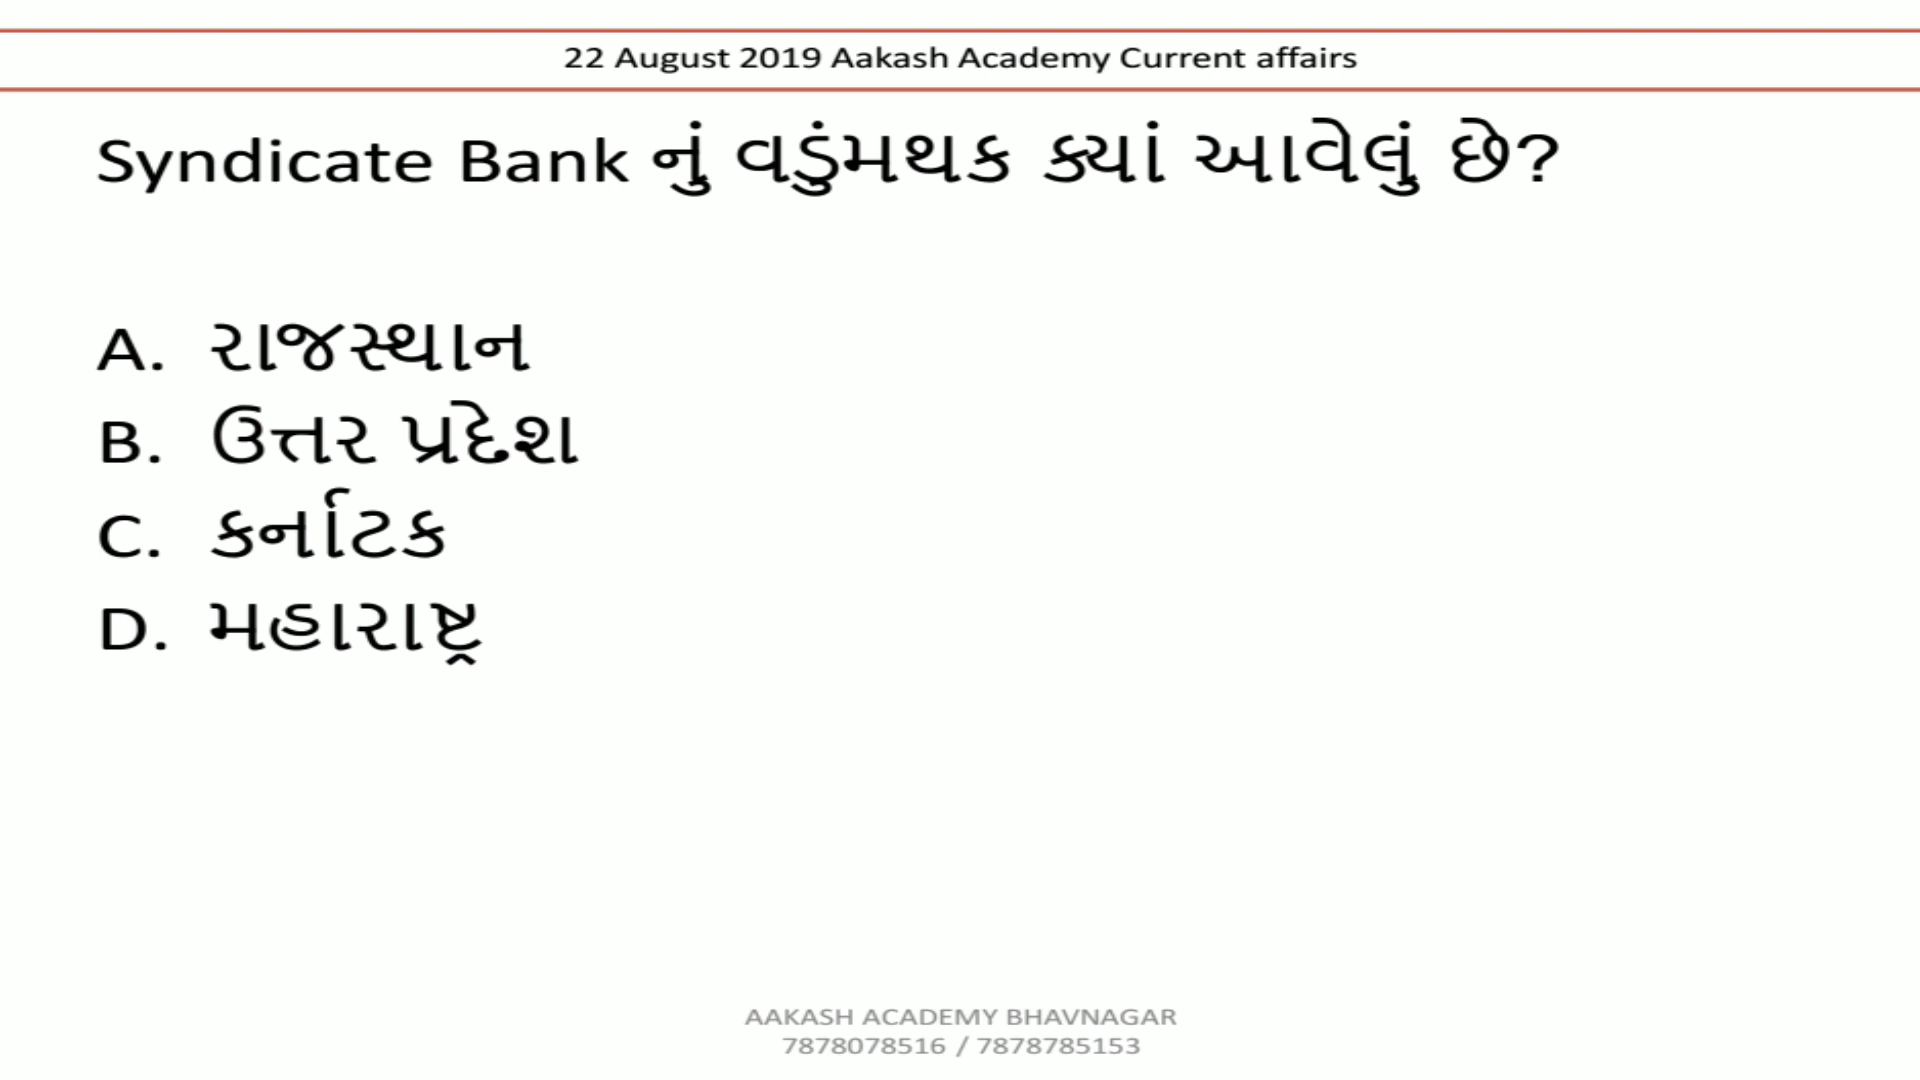 22 August 2019 Aakash Academy Current affairs
Syndicate Bank નું વડુંમથક ક્યાં આવેલું છે?
A. રાજસ્થાન
B. ઉત્તર પ્રદેશ
C. કર્નાટક
D. મહારાષ્ટ્ર
AAKASH ACADEMY BHAVNAGAR
7878078516 / 7878785153